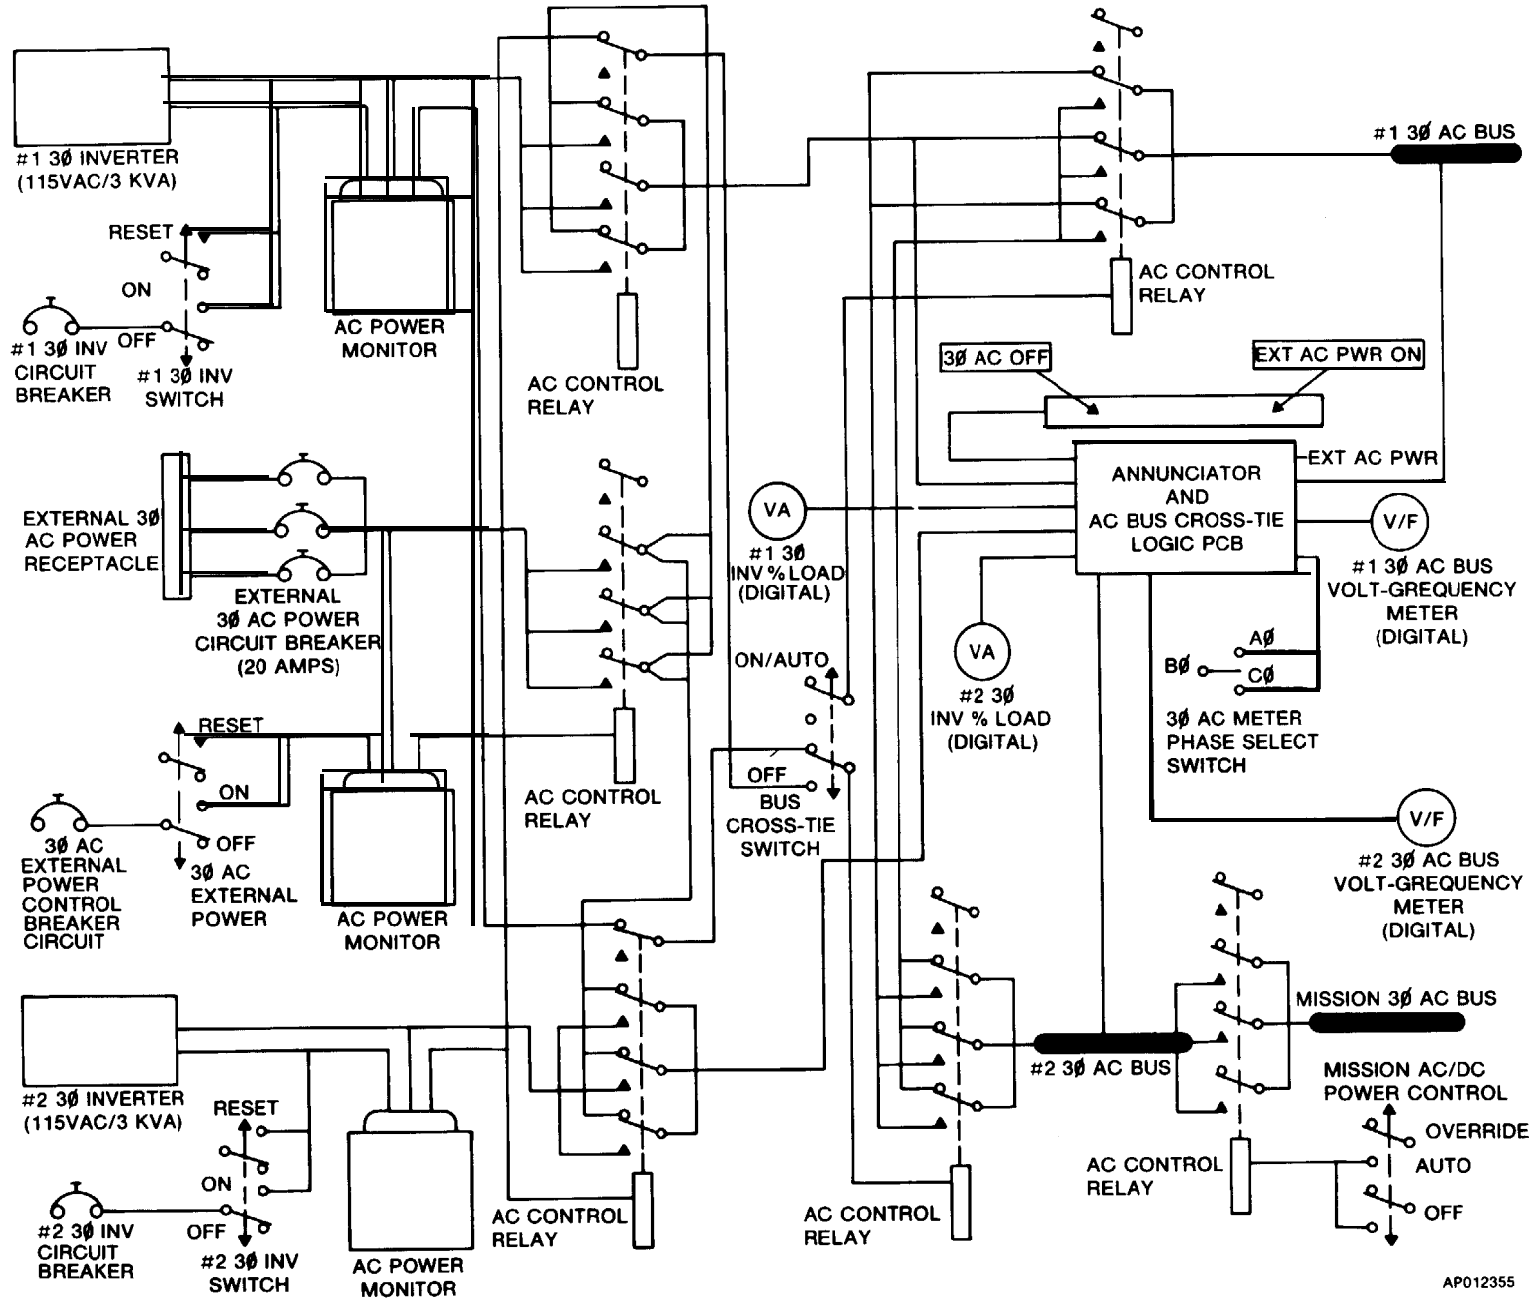 #1 3Ø INVERTER
(115VAC/3 KVA)
RESET
ON
OFF
#1 3Ø INV
CIRCUIT
BREAKER
#1 3Ø INV
SWITCH
AC POWER
MONITOR
AC CONTROL
RELAY
#1 3Ø AC BUS
AC CONTROL
RELAY
3Ø AC OFF
EXT AC PWR ON
EXT AC PWR
ANNUNCIATOR
AND
AC BUS CROSS-TIE
LOGIC PCB
EXTERNAL 3Ø
AC POWER
RECEPTACLE
EXTERNAL
3Ø AC POWER
CIRCUIT BREAKER
(20 AMPS)
VA
#1 3Ø
INV % LOAD
(DIGITAL)
V/F
#1 3Ø AC BUS
VOLT-GREQUENCY
METER
(DIGITAL)
VA
#2 3Ø
INV % LOAD
(DIGITAL)
AØ
BØ
CØ
3Ø AC METER
PHASE SELECT
SWITCH
ON/AUTO
OFF
BUS
CROSS-TIE
SWITCH
RESET
ON
OFF
3Ø AC
EXTERNAL
POWER
CONTROL
BREAKER
CIRCUIT
3Ø AC
EXTERNAL
POWER
AC POWER
MONITOR
AC CONTROL
RELAY
V/F
#2 3Ø AC BUS
VOLT-GREQUENCY
METER
(DIGITAL)
MISSION 3Ø AC BUS
#2 3Ø AC BUS
MISSION AC/DC
POWER CONTROL
OVERRIDE
AUTO
OFF
AC CONTROL
RELAY
#2 3Ø INVERTER
(115VAC/3 KVA)
RESET
ON
OFF
#2 3Ø INV
CIRCUIT
BREAKER
#2 3Ø INV
SWITCH
AC POWER
MONITOR
AC CONTROL
RELAY
AC CONTROL
RELAY
AP012355